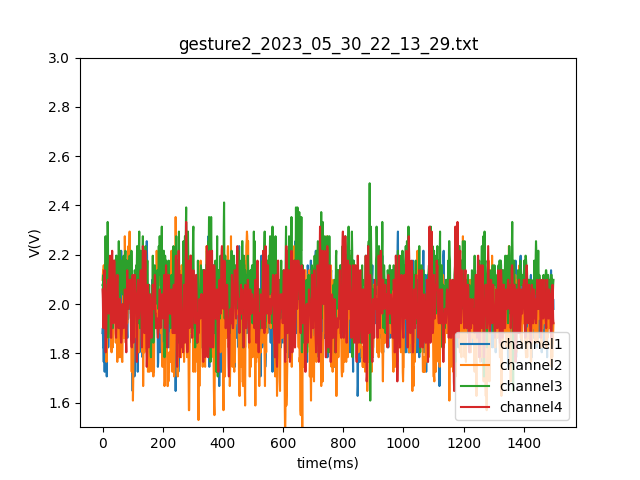 gesture2_2023_05_30_22_13_29.txt
3.0
2.8
2.6
2.4
2.2
2.0
1.8
1.6
V(V)
0 200 400 600 800 1000 1200 1400
time(ms)
channel1
channel2
channel3
channel4